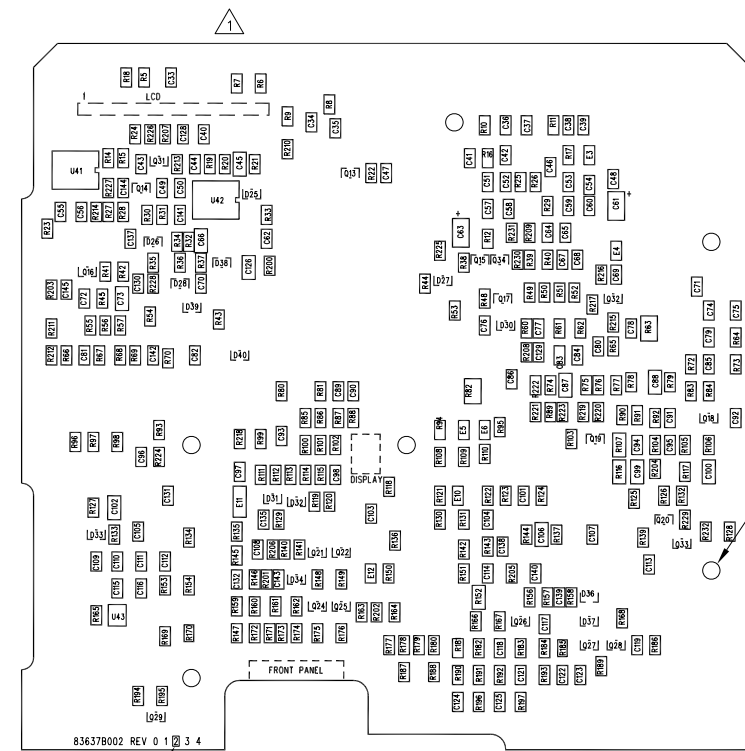 1
R18 R5 C33 R7 R6
1 LCD
R8
R9 C34 C35
R24 R226 R207 C128 C40
R10 C36 C37 R11 C38 C39
R210
U41 R14 R15 C43 Q31 R213 C44 R19 R20 C45 R21
C41 R16 C42 C46 R17 E3
Q13 R22 C47
R227 C144 Q14 C49 C50 U42 D25
C51 C52 R25 R26 C53 C54 C48
C55 C56 R214 R27 R28 R30 R31 C141 R33
C57 C58 R29 C59 C60 C61 +
R23
+ C63 R12 R231 R209 C64 C65
C137 D26 R34 R32 C66 C62
R225 E4
Q16 R41 R42 R35 R36 R37 D38 C126 R200
R38 Q15 Q34 R230 R39 R40 C67 C68
R216 C69
R203 C145 C130 R228 D28 C70
R44 D27
C72 R45 C73 D39
R48 Q17 R49 R50 R51 R52 Q32 C71
R217
R54 R43
R53 C74 C75
R211 R55 R56 R57
C76 D30 R60 C77 R61 R62 R215 C78 R63
C79 R64
R212 R66 C81 R67 R68 R69 C142 R70 C82 D40
R208 C129 C83 C84 C80 R65
R72 C85 R73
R80 R81 C89 C90
R82 C86 R222 R74 C87 R75 R76 R77 R78 C88 R79 R83 R84
R85 R86 R87 R88
R221 R89 R223 R219 R220 R90 R91 R92 C91 Q18 C92
R96 R97 R98 R93
R218 R99 C93 R100 R101 R102
R94 E5 E6 R95
R103 Q19 R107 C94 R104 C95 R105 R106
C96 R224
R108 R109 R110
C97 R111 R112 R113 R114 R115 C98 DISPLAY
R116 C99 R204 R117 C100
R118
R127 C102 C131 E11 D31 D32 R119 R120
R121 E10 R122 R123 C101 R124 R125 R126 R132
C135 R129 C103
R130 R131 C104
Q20 R229
D33 R133 C105 R134 R135 R136
R144 C106 R137 C107 R139 Q33 R232 R128
R145 C108 R206 R140 R141 Q21 Q22
R142 R143 C138
C109 C110 C111 C112
C113
C132 R146 R201 C143 D34 R148 R149 E12 R150
R151 C114 R205 C140
C115 C116 R153 R154
R152 R156 R157 C139 R158 D36
R165 U43
R159 R160 R161 R162 Q24 Q25 R163 R202 R164
R166 R167 Q26 C117 D37 R168
R169 R170
R147 R172 R171 R173 R174 R175 R176
R177 R178 R179 R180 R18 R182 C118 R183 R184 R185 Q27 Q28 C119 R186
FRONT PANEL
R187 R188 R190 R191 R192 C121 R193 C122 C123 R189
R194 R195
C124 R196 C125 R197
Q29
83637B002 REV 0 1 2 3 4